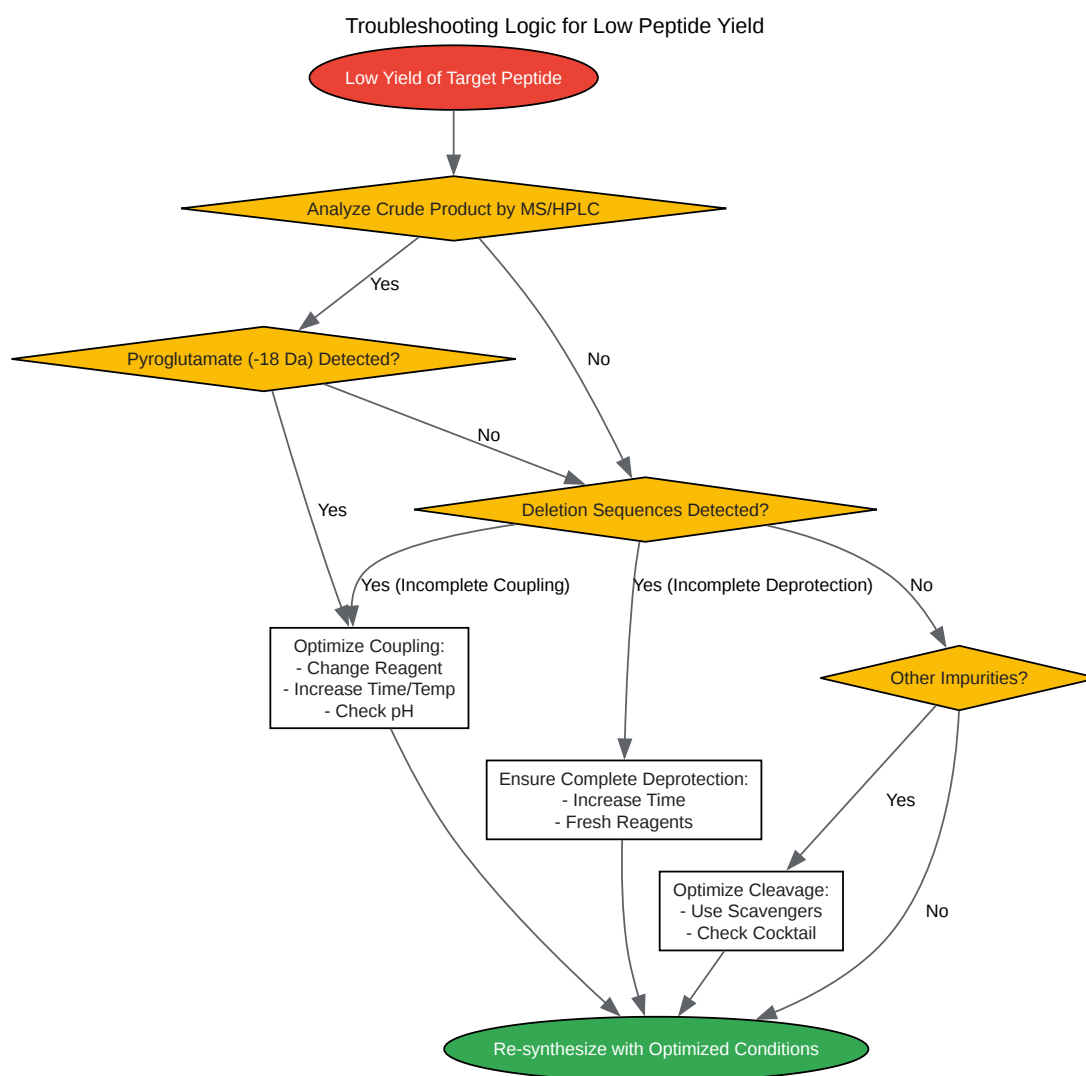 Troubleshooting Logic for Low Peptide Yield
Low Yield of Target Peptide
Analyze Crude Product by MS/HPLC
Yes
Pyroglutamate (-18 Da) Detected?
No
No
Yes
Deletion Sequences Detected?
Yes (Incomplete Coupling)
Yes (Incomplete Deprotection)
No
Optimize Coupling:
- Change Reagent
- Increase Time/Temp
- Check pH
Other Impurities?
Ensure Complete Deprotection:
- Increase Time
- Fresh Reagents
Yes
Optimize Cleavage:
- Use Scavengers
- Check Cocktail
No
Re-synthesize with Optimized Conditions